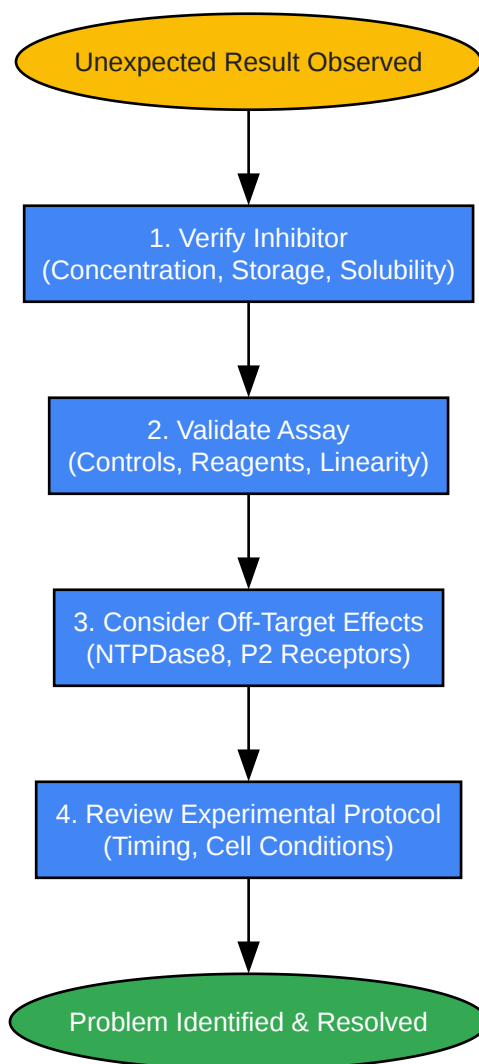 Unexpected Result Observed
1. Verify Inhibitor
(Concentration, Storage, Solubility)
2. Validate Assay
(Controls, Reagents, Linearity)
3. Consider Off-Target Effects
(NTPDase8, P2 Receptors)
4. Review Experimental Protocol
(Timing, Cell Conditions)
Problem Identified & Resolved